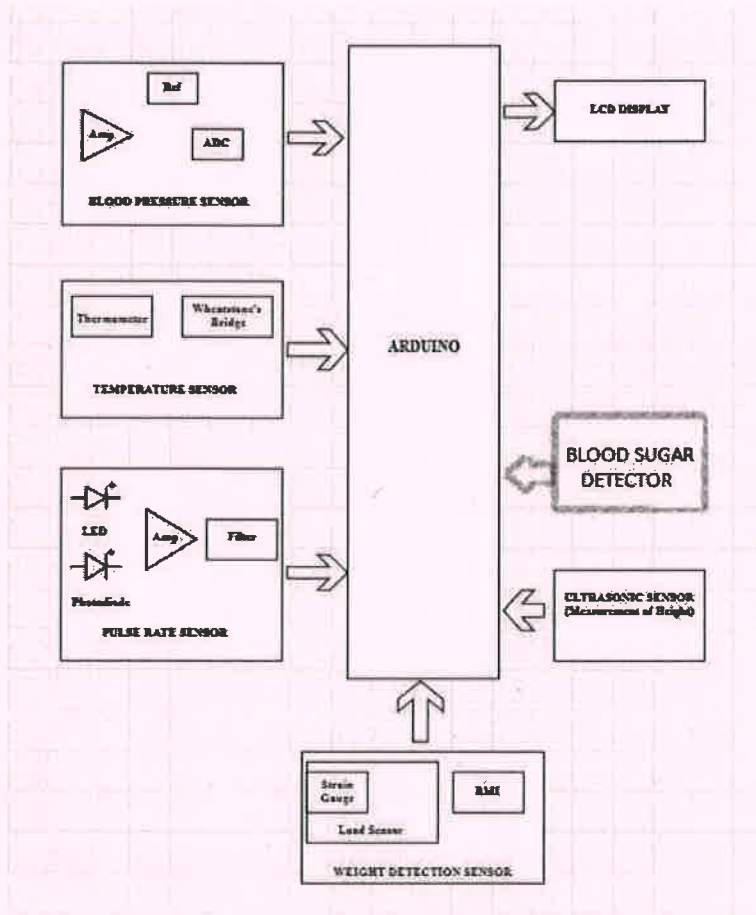 Ref
Amp.
ADC
BLOOD PRESSURE SENSOR
LCD DISPLAY
Thermometer
Wheatstone's
Bridge
TEMPERATURE SENSOR
ARDUINO
BLOOD SUGAR
DETECTOR
LED
Amp.
Filter
Photodiode
PULSE RATE SENSOR
ULTRASONIC SENSOR
(Measurement of Height)
Strain
Gauge
Load Sensor
BMI
WEIGHT DETECTION SENSOR